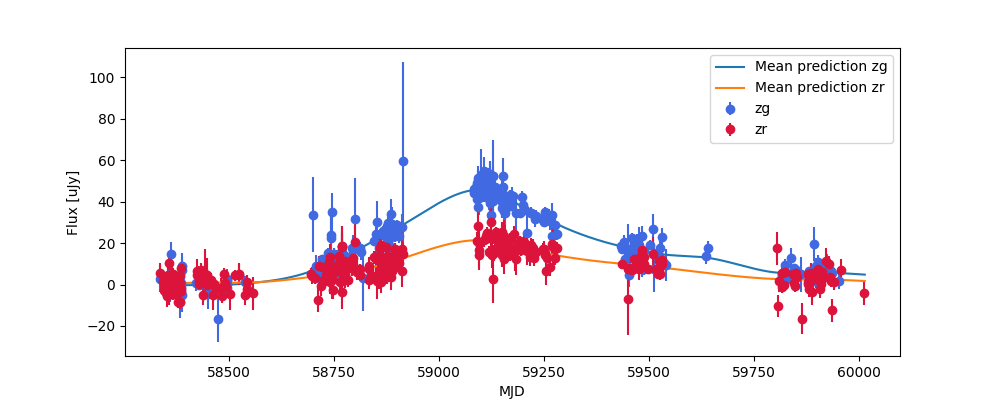 Mean prediction zg
Mean prediction zr
zg
zr
100
80
60
40
20
0
−20
Flux [uJy]
58500
58750
59000
59250
59500
59750
60000
MJD